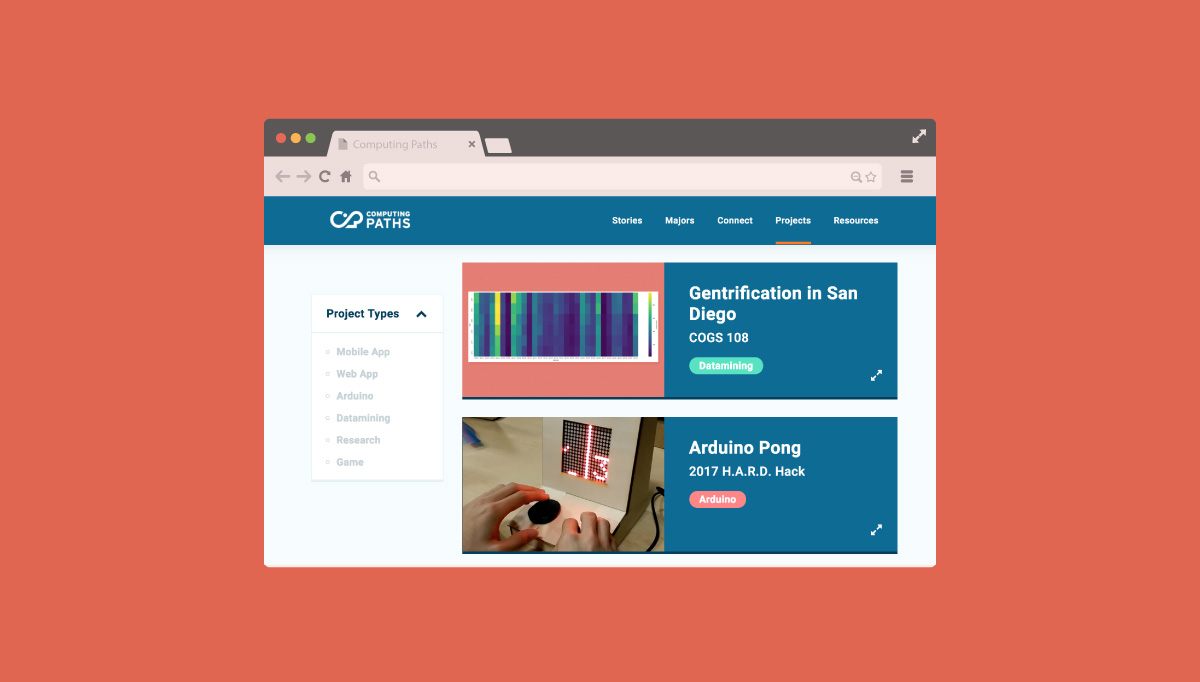 Computing Paths
COMPUTING
PATHS
Stories Majors Connect Projects Resources
Project Types
Mobile App
Web App
Arduino
Datamining
Research
Game
Gentrification in San
Diego
COGS 108
Datamining
Arduino Pong
2017 H.A.R.D. Hack
Arduino